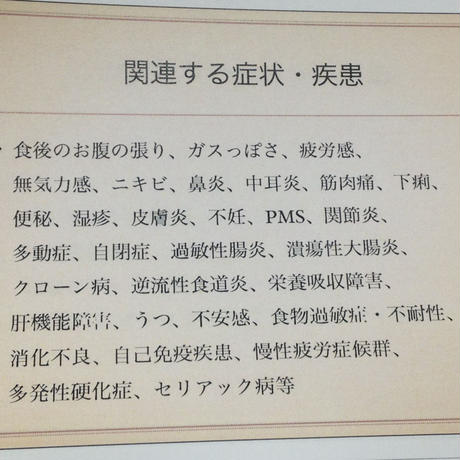 関連する症状・疾患
食後のお腹の張り、ガスっぽさ、疲労感、
無気力感、ニキビ、鼻炎、中耳炎、筋肉痛、下痢、
便秘、湿疹、皮膚炎、不妊、PMS、関節炎、
多動症、自閉症、過敏性腸炎、潰瘍性大腸炎、
クローン病、逆流性食道炎、栄養吸収障害、
肝機能障害、うつ、不安感、食物過敏症・不耐性、
消化不良、自己免疫疾患、慢性疲労症候群、
多発性硬化症、セリアック病等